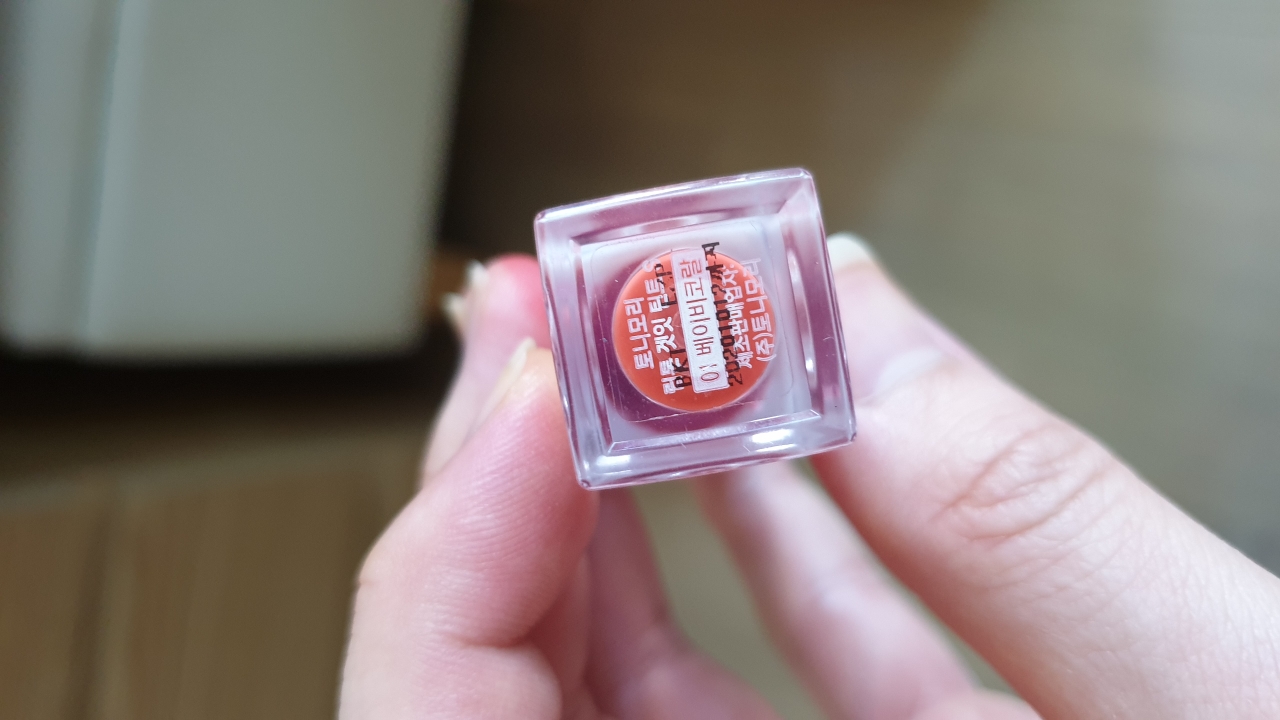 토니모리
립톤 겟잇 틴트 S
01 베이비코랄
제조판매업자:
(주)토니모리